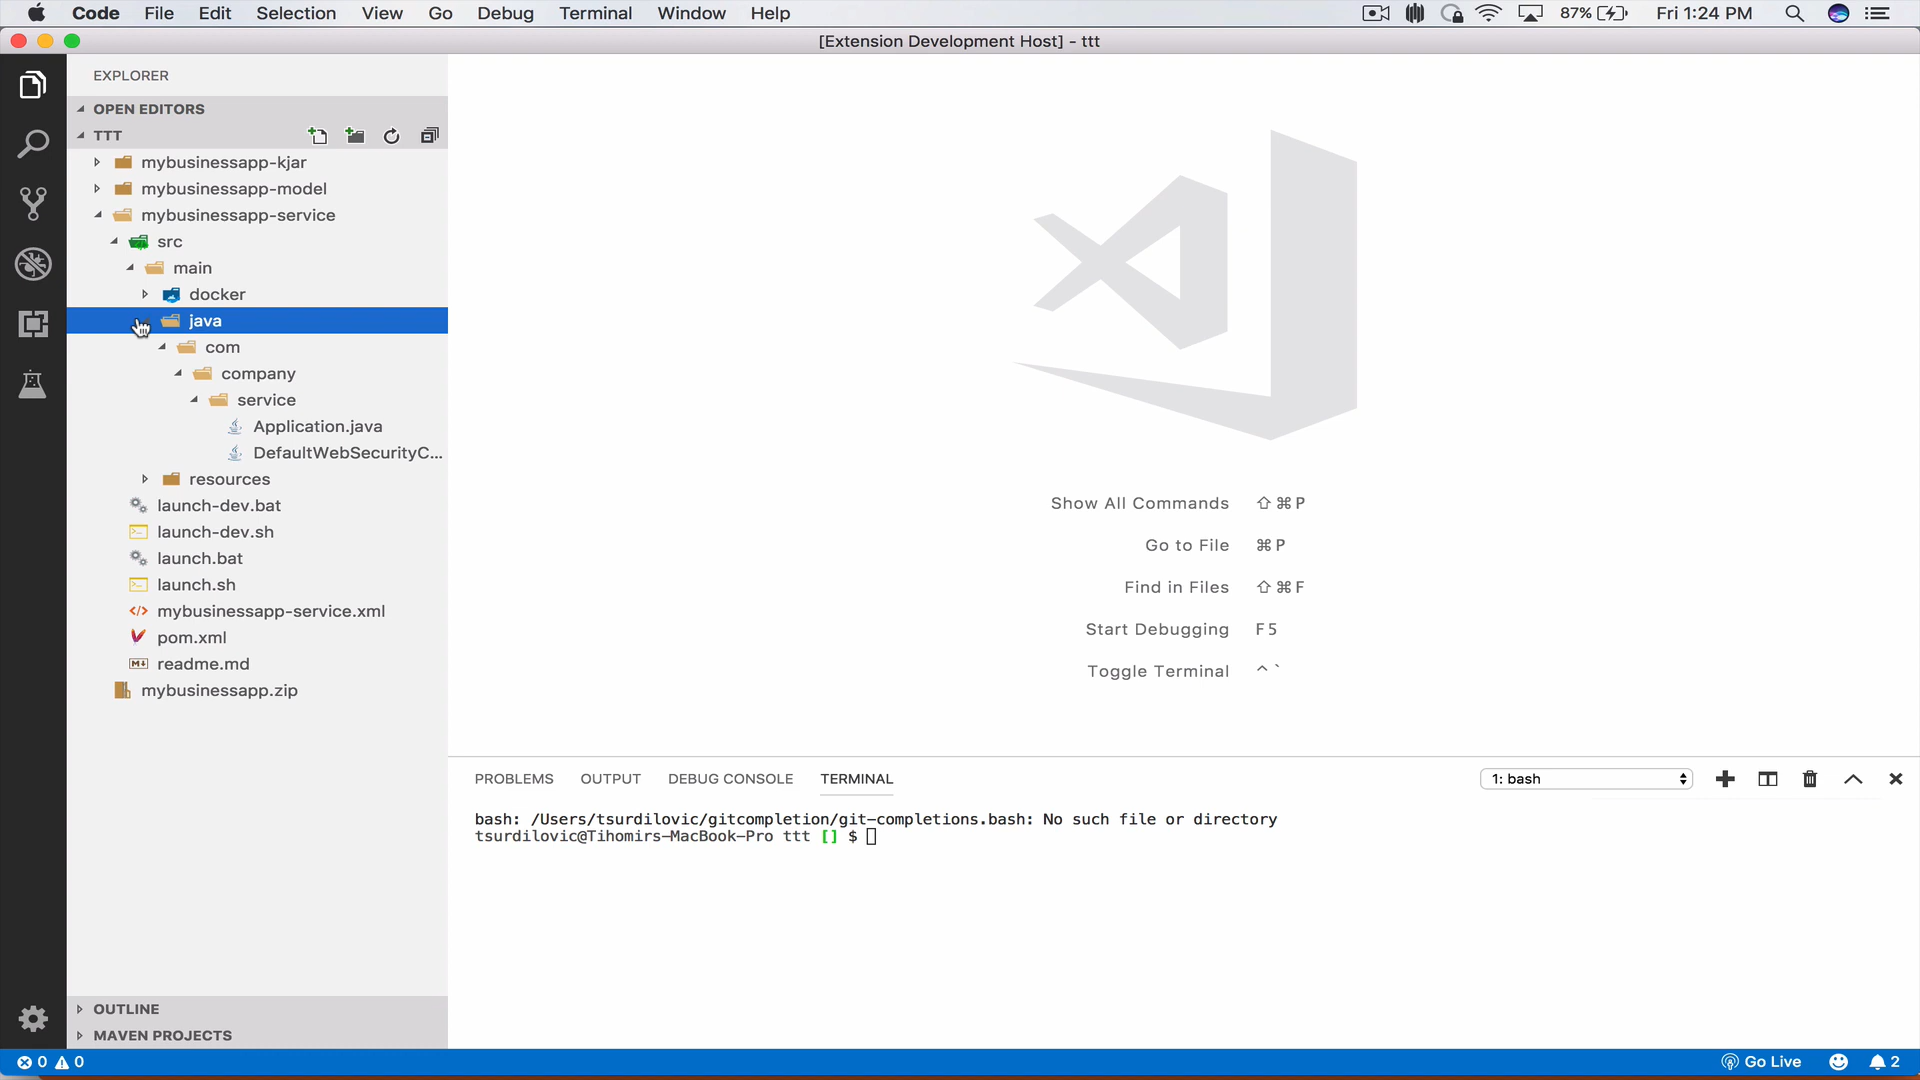 Code File Edit Selection View Go Debug Terminal Window Help 87% Fri 1:24 PM
[Extension Development Host] - ttt
EXPLORER
OPEN EDITORS
TTT
mybusinessapp-kjar
mybusinessapp-model
mybusinessapp-service
src
main
docker
java
com
company
service
Application.java
DefaultWebSecurityC...
resources
launch-dev.bat
launch-dev.sh
launch.bat
launch.sh
mybusinessapp-service.xml
pom.xml
readme.md
mybusinessapp.zip
OUTLINE
MAVEN PROJECTS
Show All Commands ⇧⌘P
Go to File ⌘P
Find in Files ⇧⌘F
Start Debugging F5
Toggle Terminal ^`
PROBLEMS OUTPUT DEBUG CONSOLE TERMINAL 1: bash
bash: /Users/tsurdilovic/gitcompletion/git-completions.bash: No such file or directory
tsurdilovic@Tihomirs-MacBook-Pro ttt [] $
0 0 Go Live 2